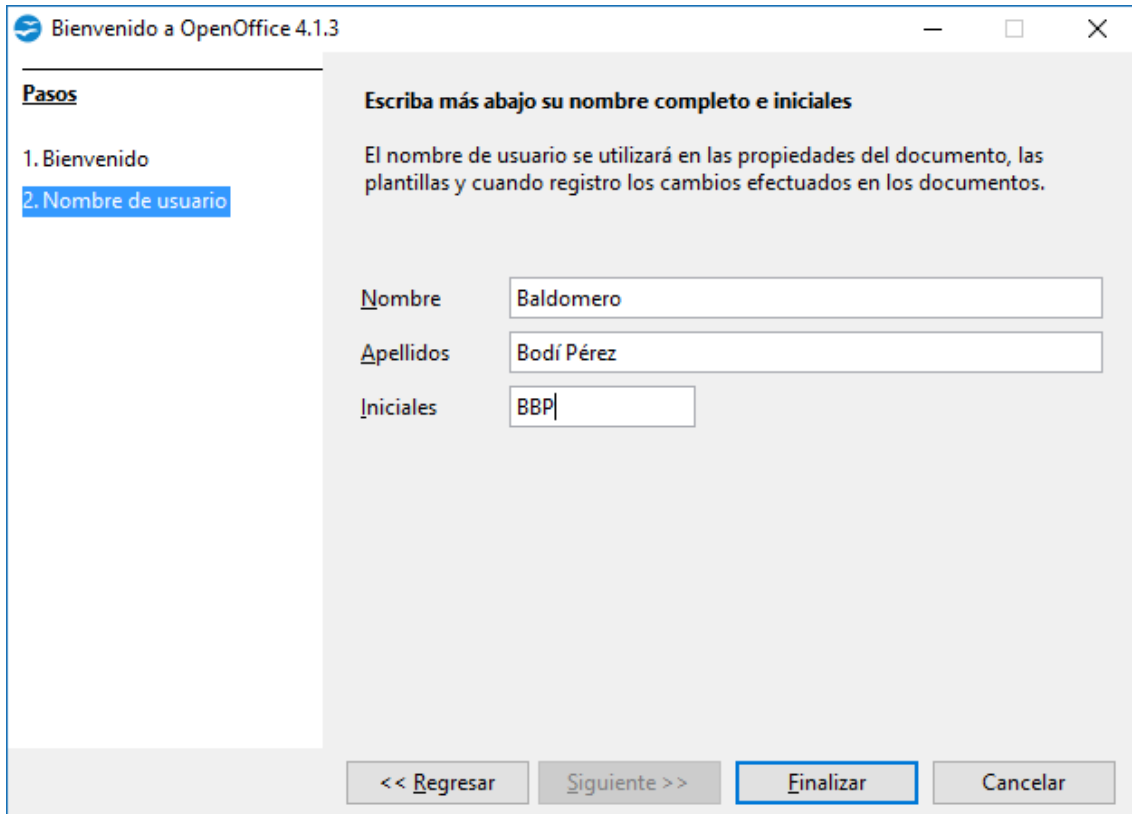 Bienvenido a OpenOffice 4.1.3
Pasos
1. Bienvenido
2. Nombre de usuario
Escriba más abajo su nombre completo e iniciales
El nombre de usuario se utilizará en las propiedades del documento, las
plantillas y cuando registro los cambios efectuados en los documentos.
Nombre Baldomero
Apellidos Bodí Pérez
Iniciales BBP
<< Regresar Siguiente >> Finalizar Cancelar